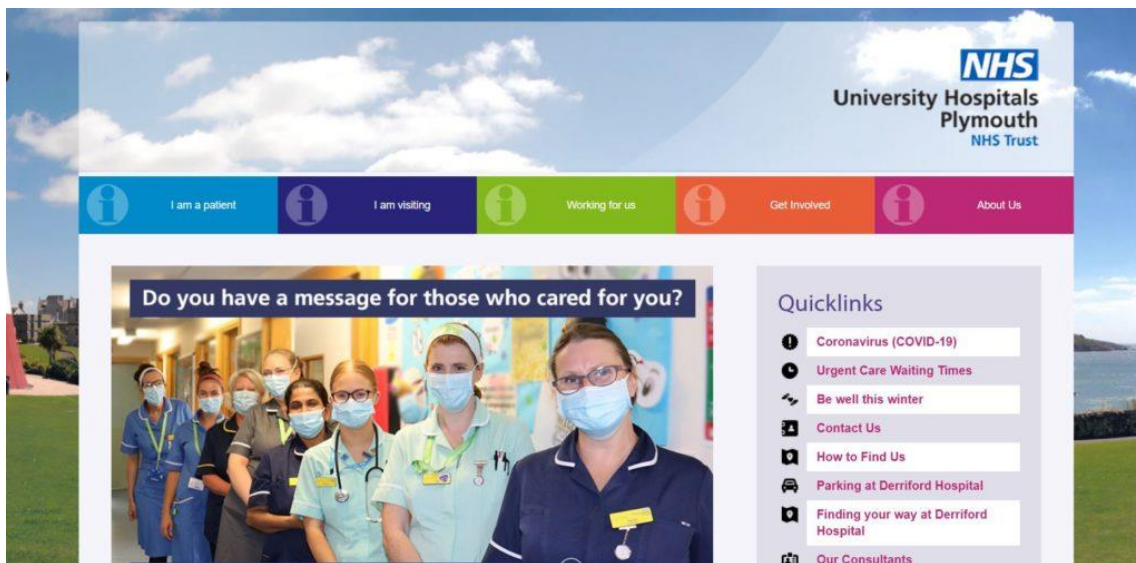 NHS
University Hospitals
Plymouth
NHS Trust
I am a patient
I am visiting
Working for us
Get Involved
About Us
Do you have a message for those who cared for you?
Quicklinks
Coronavirus (COVID-19)
Urgent Care Waiting Times
Be well this winter
Contact Us
How to Find Us
Parking at Derriford Hospital
Finding your way at Derriford
Hospital
Our Consultants